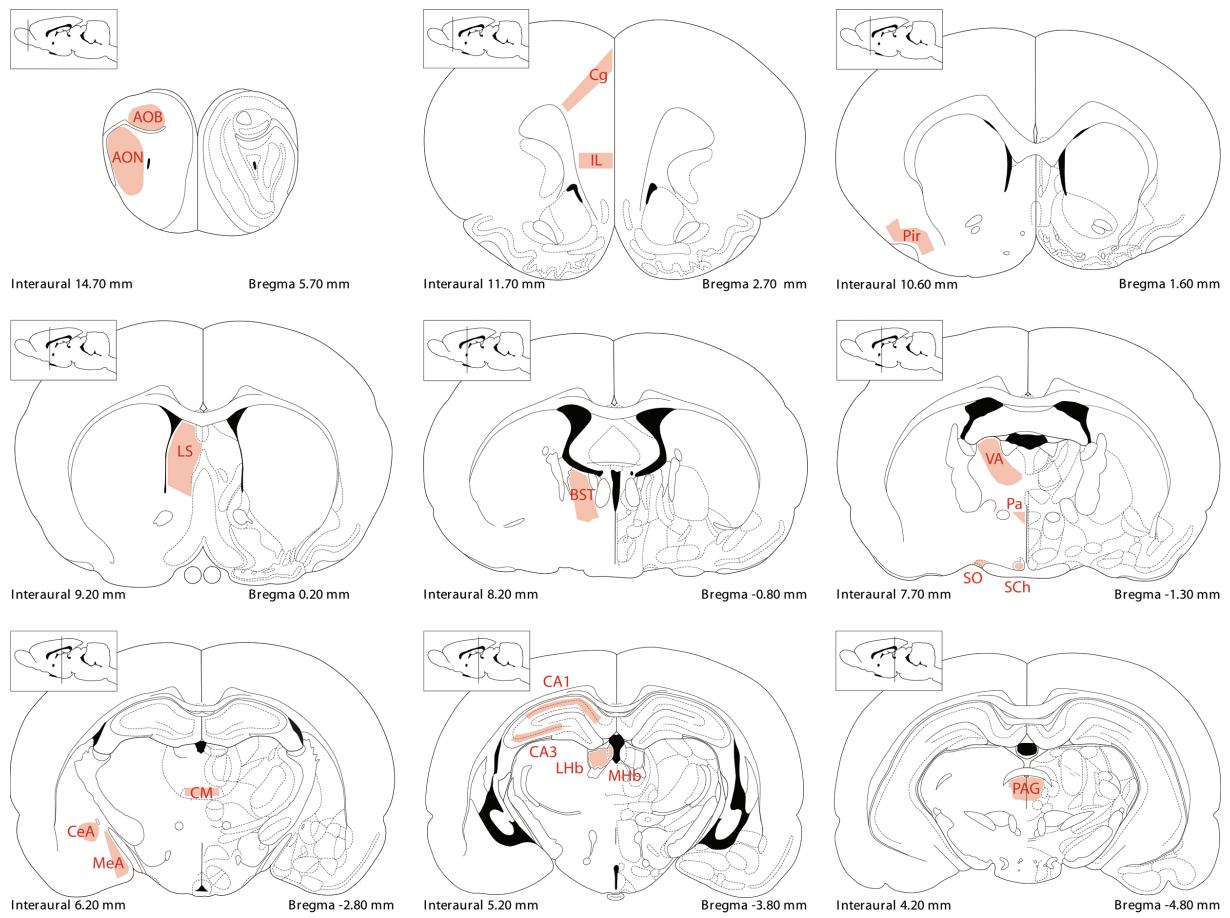 AOB
AON
Interaural 14.70 mm
Bregma 5.70 mm
Cg
IL
Interaural 11.70 mm
Bregma 2.70 mm
Pir
Interaural 10.60 mm
Bregma 1.60 mm
LS
Interaural 9.20 mm
Bregma 0.20 mm
BST
Interaural 8.20 mm
Bregma -0.80 mm
VA
Pa
SO
SCh
Interaural 7.70 mm
Bregma -1.30 mm
CM
CeA
MeA
Interaural 6.20 mm
Bregma -2.80 mm
CA1
CA3
LHb
MHb
Interaural 5.20 mm
Bregma -3.80 mm
PAG
Interaural 4.20 mm
Bregma -4.80 mm